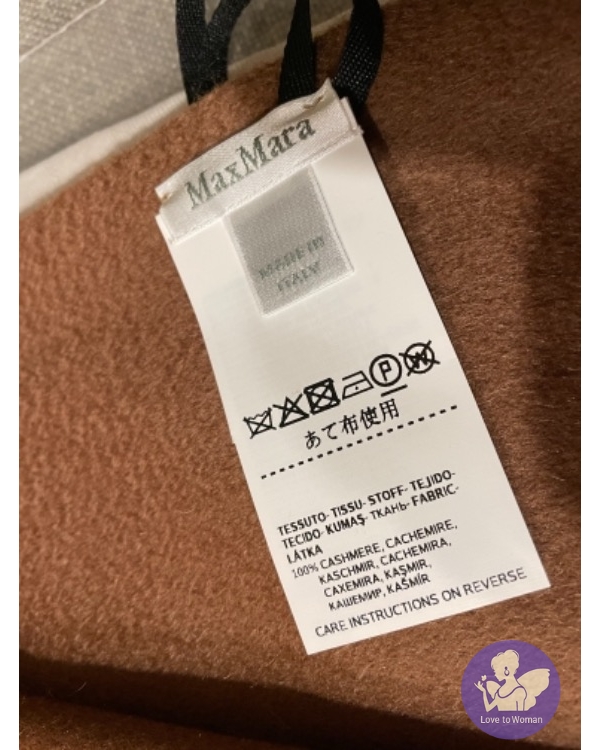 MaxMara
MADE IN
ITALY
P
W
あて布使用
TESSUTO- TISSU- STOFF- TEJIDO-
TECIDO- KUMAŞ- ТКАНЬ- FABRIC-
LÁTKA
100% CASHMERE, CACHEMIRE,
KASCHMIR, CACHEMIRA,
CAXEMIRA, KAŞMIR,
КАШЕМИР, KAŠMÍR
CARE INSTRUCTIONS ON REVERSE
Love to Woman